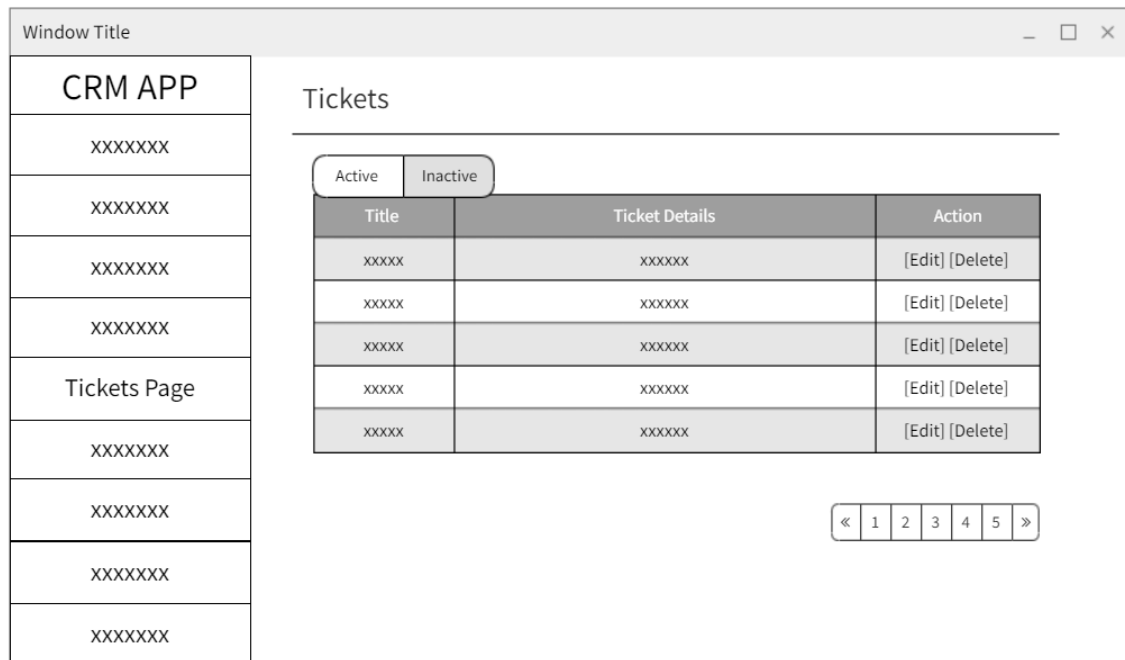 Window Title
CRM APP
xxxxxxx
xxxxxxx
xxxxxxx
xxxxxxx
Tickets Page
xxxxxxx
xxxxxxx
xxxxxxx
xxxxxxx
Tickets
Active Inactive
Title Ticket Details Action
xxxxx xxxxxx [Edit] [Delete]
xxxxx xxxxxx [Edit] [Delete]
xxxxx xxxxxx [Edit] [Delete]
xxxxx xxxxxx [Edit] [Delete]
xxxxx xxxxxx [Edit] [Delete]
« 1 2 3 4 5 »